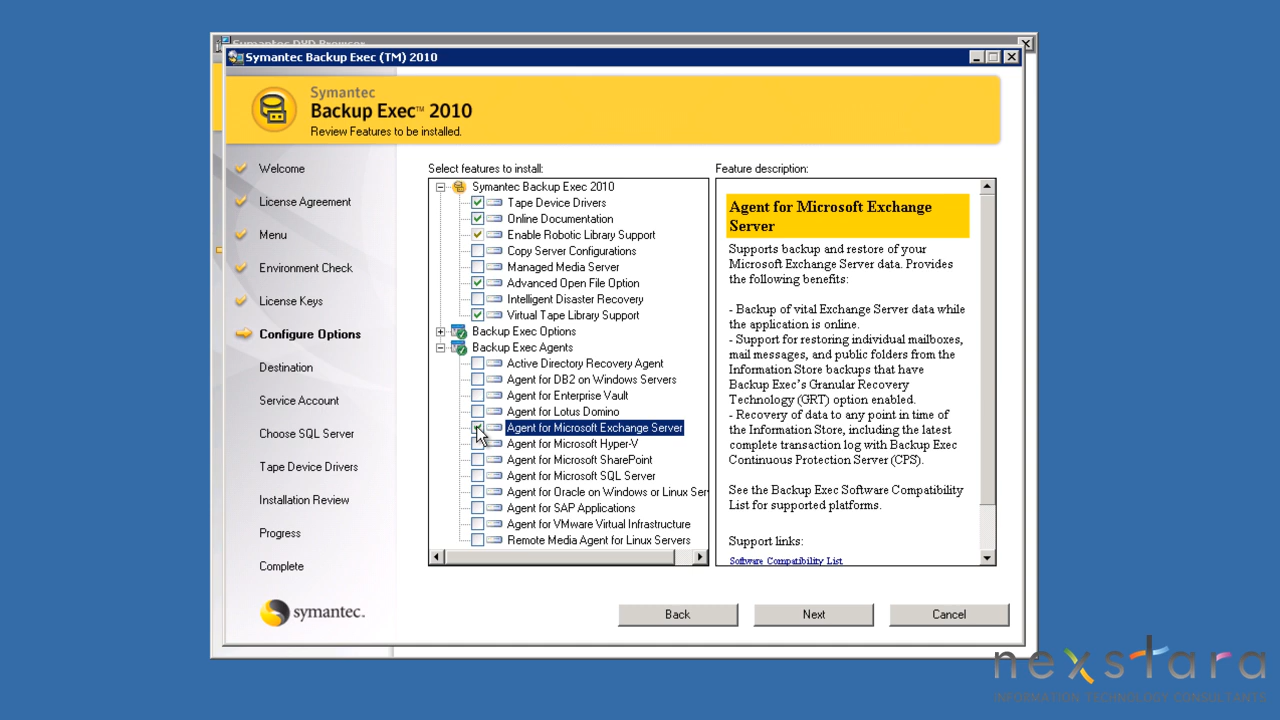 Symantec DVD Browser
Symantec Backup Exec (TM) 2010
Symantec
Backup Exec™ 2010
Review Features to be installed.
Welcome
License Agreement
Menu
Environment Check
License Keys
Configure Options
Destination
Service Account
Choose SQL Server
Tape Device Drivers
Installation Review
Progress
Complete
symantec.
Select features to install:
Symantec Backup Exec 2010
Tape Device Drivers
Online Documentation
Enable Robotic Library Support
Copy Server Configurations
Managed Media Server
Advanced Open File Option
Intelligent Disaster Recovery
Virtual Tape Library Support
Backup Exec Options
Backup Exec Agents
Active Directory Recovery Agent
Agent for DB2 on Windows Servers
Agent for Enterprise Vault
Agent for Lotus Domino
Agent for Microsoft Exchange Server
Agent for Microsoft Hyper-V
Agent for Microsoft SharePoint
Agent for Microsoft SQL Server
Agent for Oracle on Windows or Linux Ser
Agent for SAP Applications
Agent for VMware Virtual Infrastructure
Remote Media Agent for Linux Servers
Feature description:
Agent for Microsoft Exchange
Server
Supports backup and restore of your
Microsoft Exchange Server data. Provides
the following benefits:
- Backup of vital Exchange Server data while
the application is online.
- Support for restoring individual mailboxes,
mail messages, and public folders from the
Information Store backups that have
Backup Exec's Granular Recovery
Technology (GRT) option enabled.
- Recovery of data to any point in time of
the Information Store, including the latest
complete transaction log with Backup Exec
Continuous Protection Server (CPS).
See the Backup Exec Software Compatibility
List for supported platforms.
Support links:
Software Compatibility List
Back
Next
Cancel
nexstara
INFORMATION TECHNOLOGY CONSULTANTS